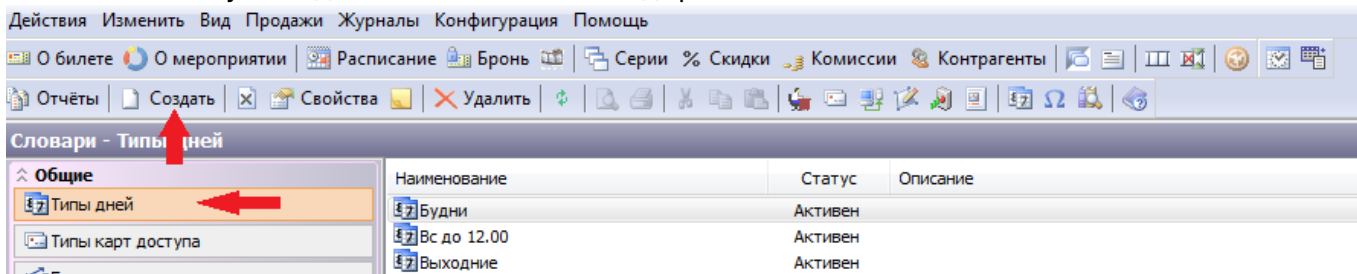 Действия Изменить Вид Продажи Журналы Конфигурация Помощь
О билете О мероприятии Расписание Бронь Серии % Скидки Комиссии Контрагенты
Отчёты Создать Свойства Удалить
Словари - Типы дней
Общие
Типы дней
Типы карт доступа
Наименование Статус Описание
Будни Активен
Вс до 12.00 Активен
Выходние Активен